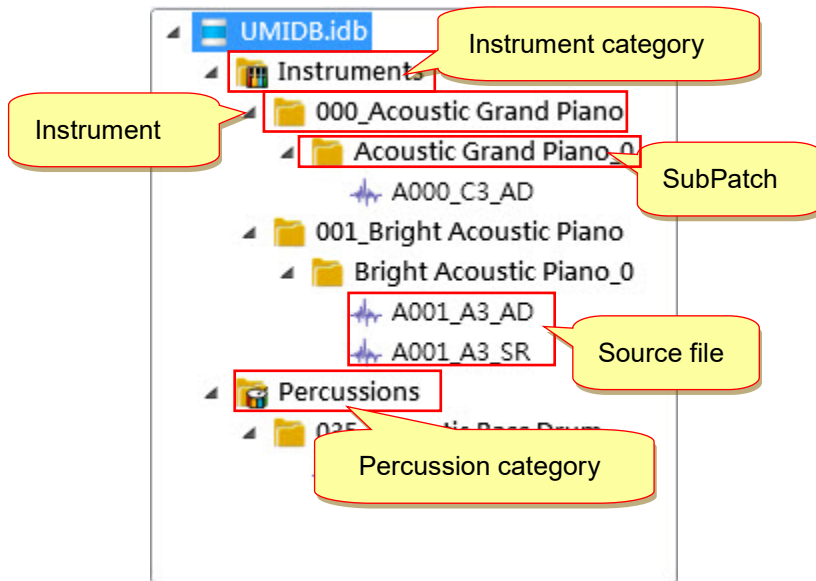 UMIDB.idb
Instrument category
Instruments
Instrument
000_Acoustic Grand Piano
Acoustic Grand Piano_0
SubPatch
A000_C3_AD
001_Bright Acoustic Piano
Bright Acoustic Piano_0
A001_A3_AD
A001_A3_SR
Source file
Percussions
Percussion category